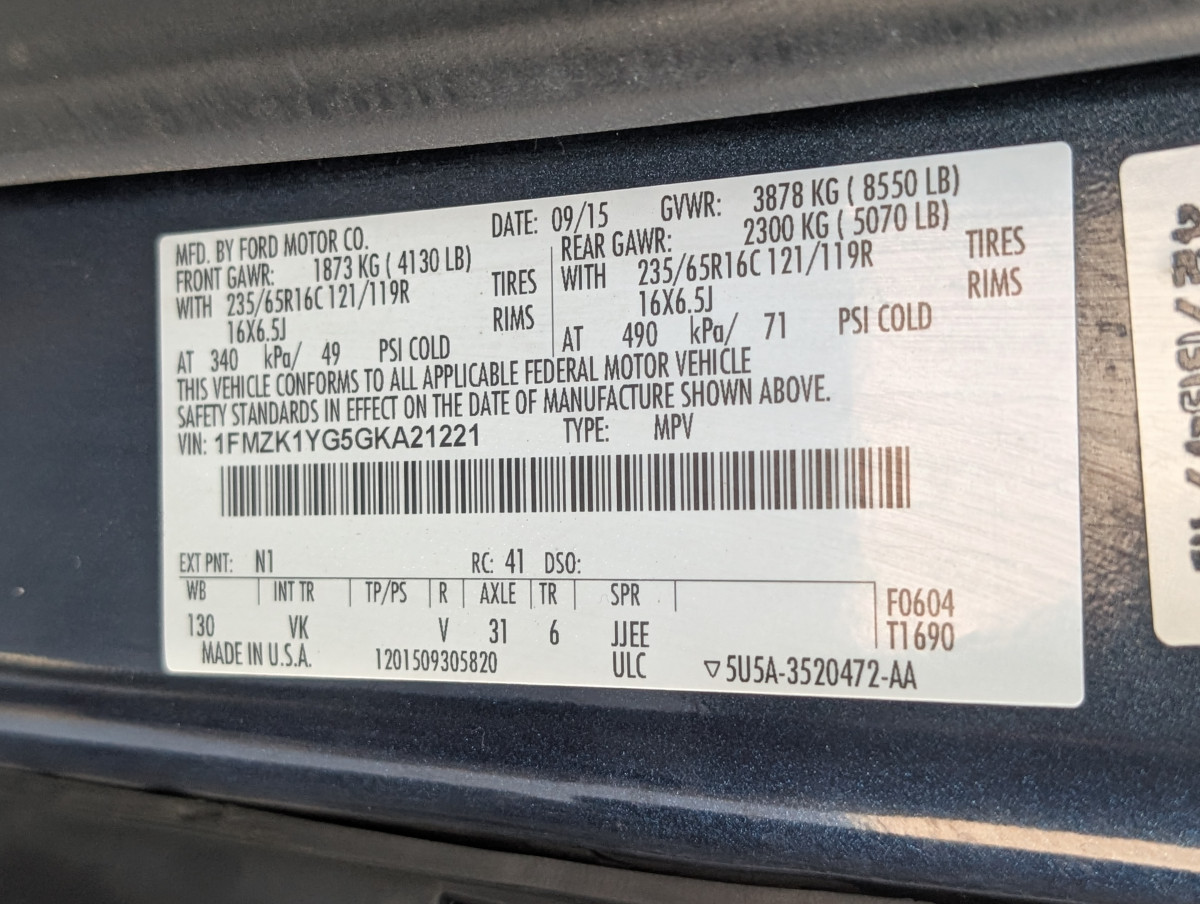 MFD. BY FORD MOTOR CO. DATE: 09/15 GVWR: 3878 KG ( 8550 LB)
FRONT GAWR: 1873 KG ( 4130 LB) REAR GAWR: 2300 KG ( 5070 LB)
WITH 235/65R16C 121/119R TIRES WITH 235/65R16C 121/119R TIRES
16X6.5J RIMS 16X6.5J RIMS
AT 340 kPa/ 49 PSI COLD AT 490 kPa/ 71 PSI COLD
THIS VEHICLE CONFORMS TO ALL APPLICABLE FEDERAL MOTOR VEHICLE
SAFETY STANDARDS IN EFFECT ON THE DATE OF MANUFACTURE SHOWN ABOVE.
VIN: 1FMZK1YG5GKA21221 TYPE: MPV
EXT PNT: N1 RC: 41 DSO:
WB INT TR TP/PS R AXLE TR SPR F0604
130 VK V 31 6 JJEE T1690
MADE IN U.S.A. 1201509305820 ULC ▽5U5A-3520472-AA